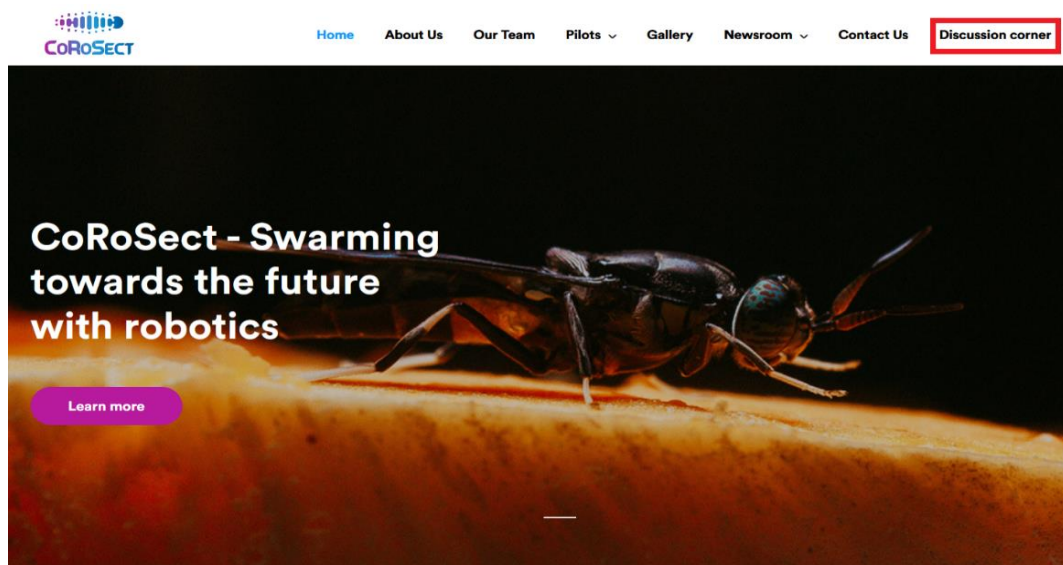 CoRoSect
Home About Us Our Team Pilots Gallery Newsroom Contact Us Discussion corner
CoRoSect - Swarming
towards the future
with robotics
Learn more